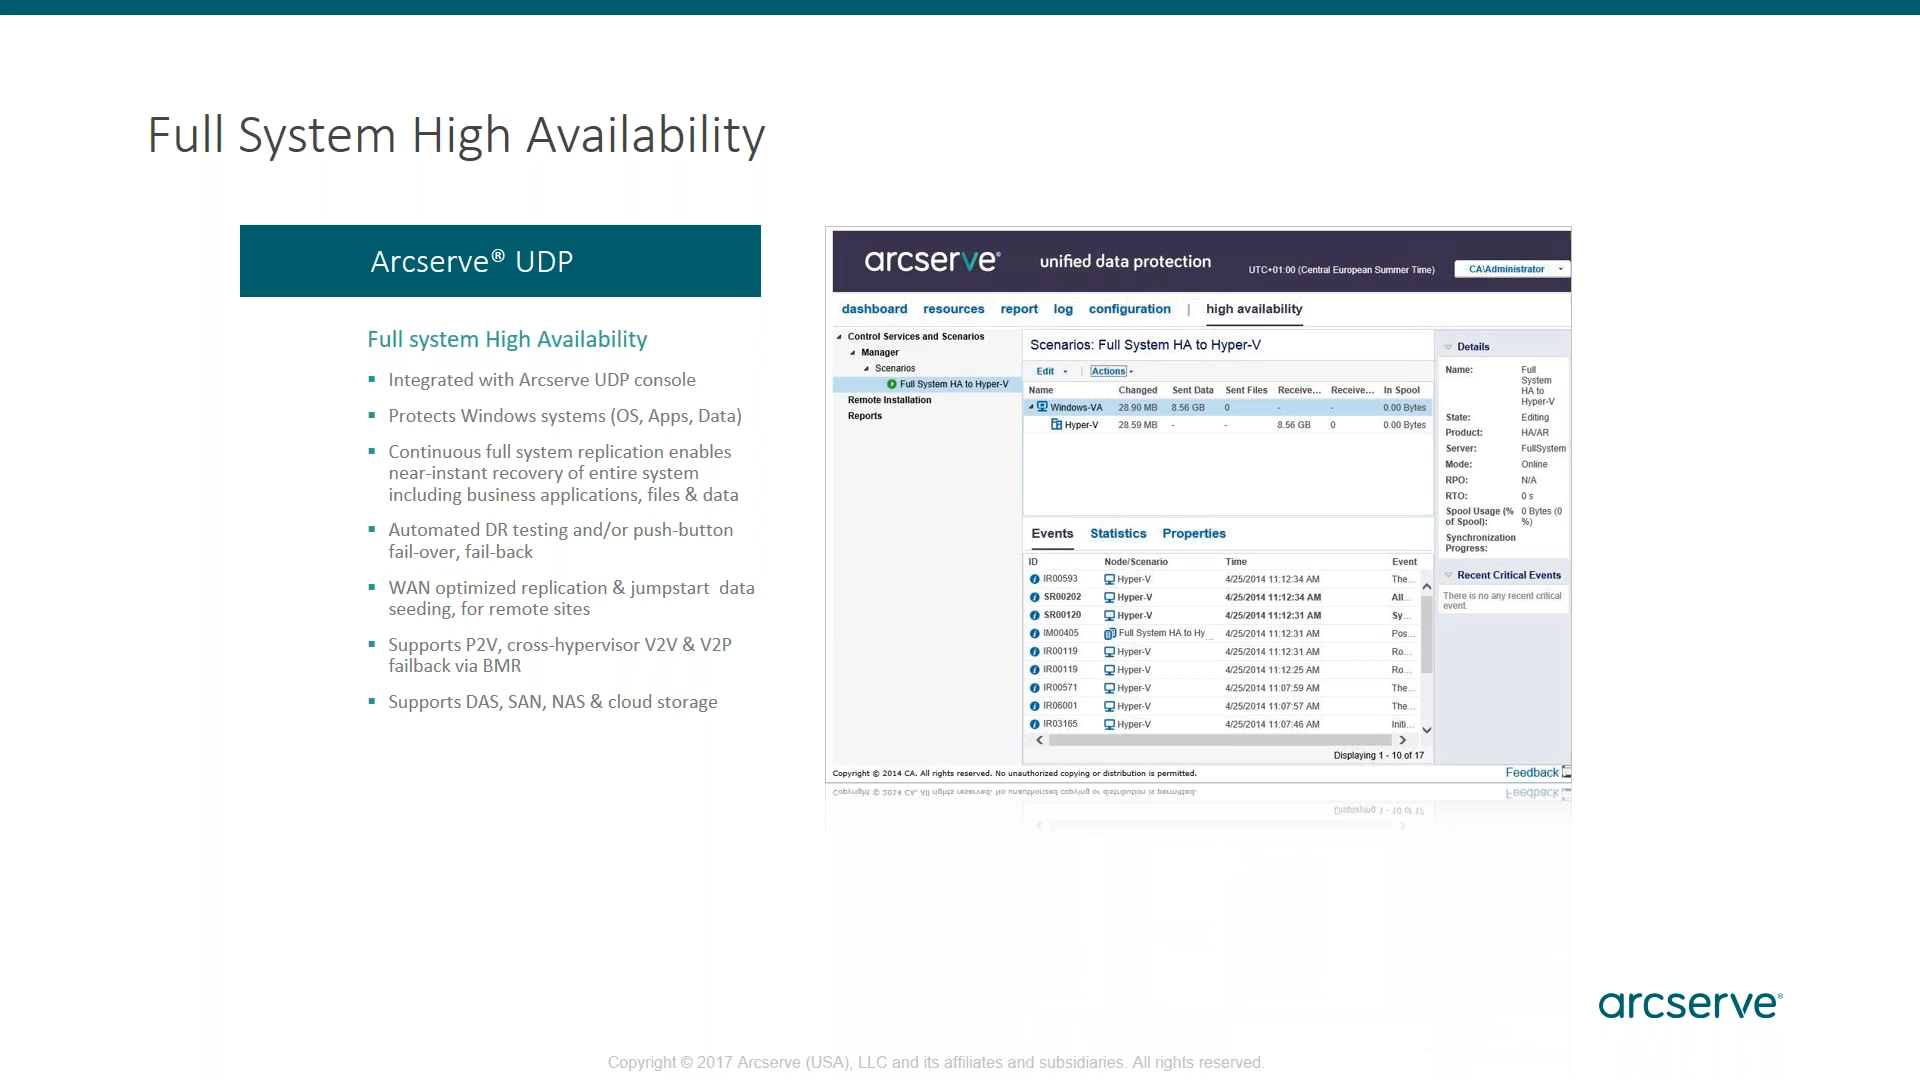 Full System High Availability
Arcserve® UDP
Full system High Availability
Integrated with Arcserve UDP console
Protects Windows systems (OS, Apps, Data)
Continuous full system replication enables
near-instant recovery of entire system
including business applications, files & data
Automated DR testing and/or push-button
fail-over, fail-back
WAN optimized replication & jumpstart data
seeding, for remote sites
Supports P2V, cross-hypervisor V2V & V2P
failback via BMR
Supports DAS, SAN, NAS & cloud storage
arcserve® unified data protection UTC+01:00 (Central European Summer Time) CA\Administrator
dashboard resources report log configuration | high availability
Control Services and Scenarios
Manager
Scenarios
Full System HA to Hyper-V
Remote Installation
Reports
Scenarios: Full System HA to Hyper-V
Edit | Actions
Name Changed Sent Data Sent Files Receive... Receive... In Spool
Windows-VA 28.90 MB 8.56 GB 0 - - 0.00 Bytes
Hyper-V 28.59 MB - - 8.56 GB 0 0.00 Bytes
Events Statistics Properties
ID Node/Scenario Time Event
IR00593 Hyper-V 4/25/2014 11:12:34 AM The...
SR00202 Hyper-V 4/25/2014 11:12:34 AM All...
SR00120 Hyper-V 4/25/2014 11:12:31 AM Sy...
IM00405 Full System HA to Hy... 4/25/2014 11:12:31 AM Pos...
IR00119 Hyper-V 4/25/2014 11:12:31 AM Ro...
IR00119 Hyper-V 4/25/2014 11:12:25 AM Ro...
IR00571 Hyper-V 4/25/2014 11:07:59 AM The...
IR06001 Hyper-V 4/25/2014 11:07:57 AM The...
IR03165 Hyper-V 4/25/2014 11:07:46 AM Initi...
Displaying 1 - 10 of 17
Details
Name: Full
System
HA to
Hyper-V
State: Editing
Product: HA/AR
Server: FullSystem
Mode: Online
RPO: N/A
RTO: 0 s
Spool Usage (% 0 Bytes (0
of Spool): %)
Synchronization
Progress:
Recent Critical Events
There is no any recent critical
event.
Copyright © 2014 CA. All rights reserved. No unauthorized copying or distribution is permitted.
Feedback
arcserve®
Copyright © 2017 Arcserve (USA), LLC and its affiliates and subsidiaries. All rights reserved.